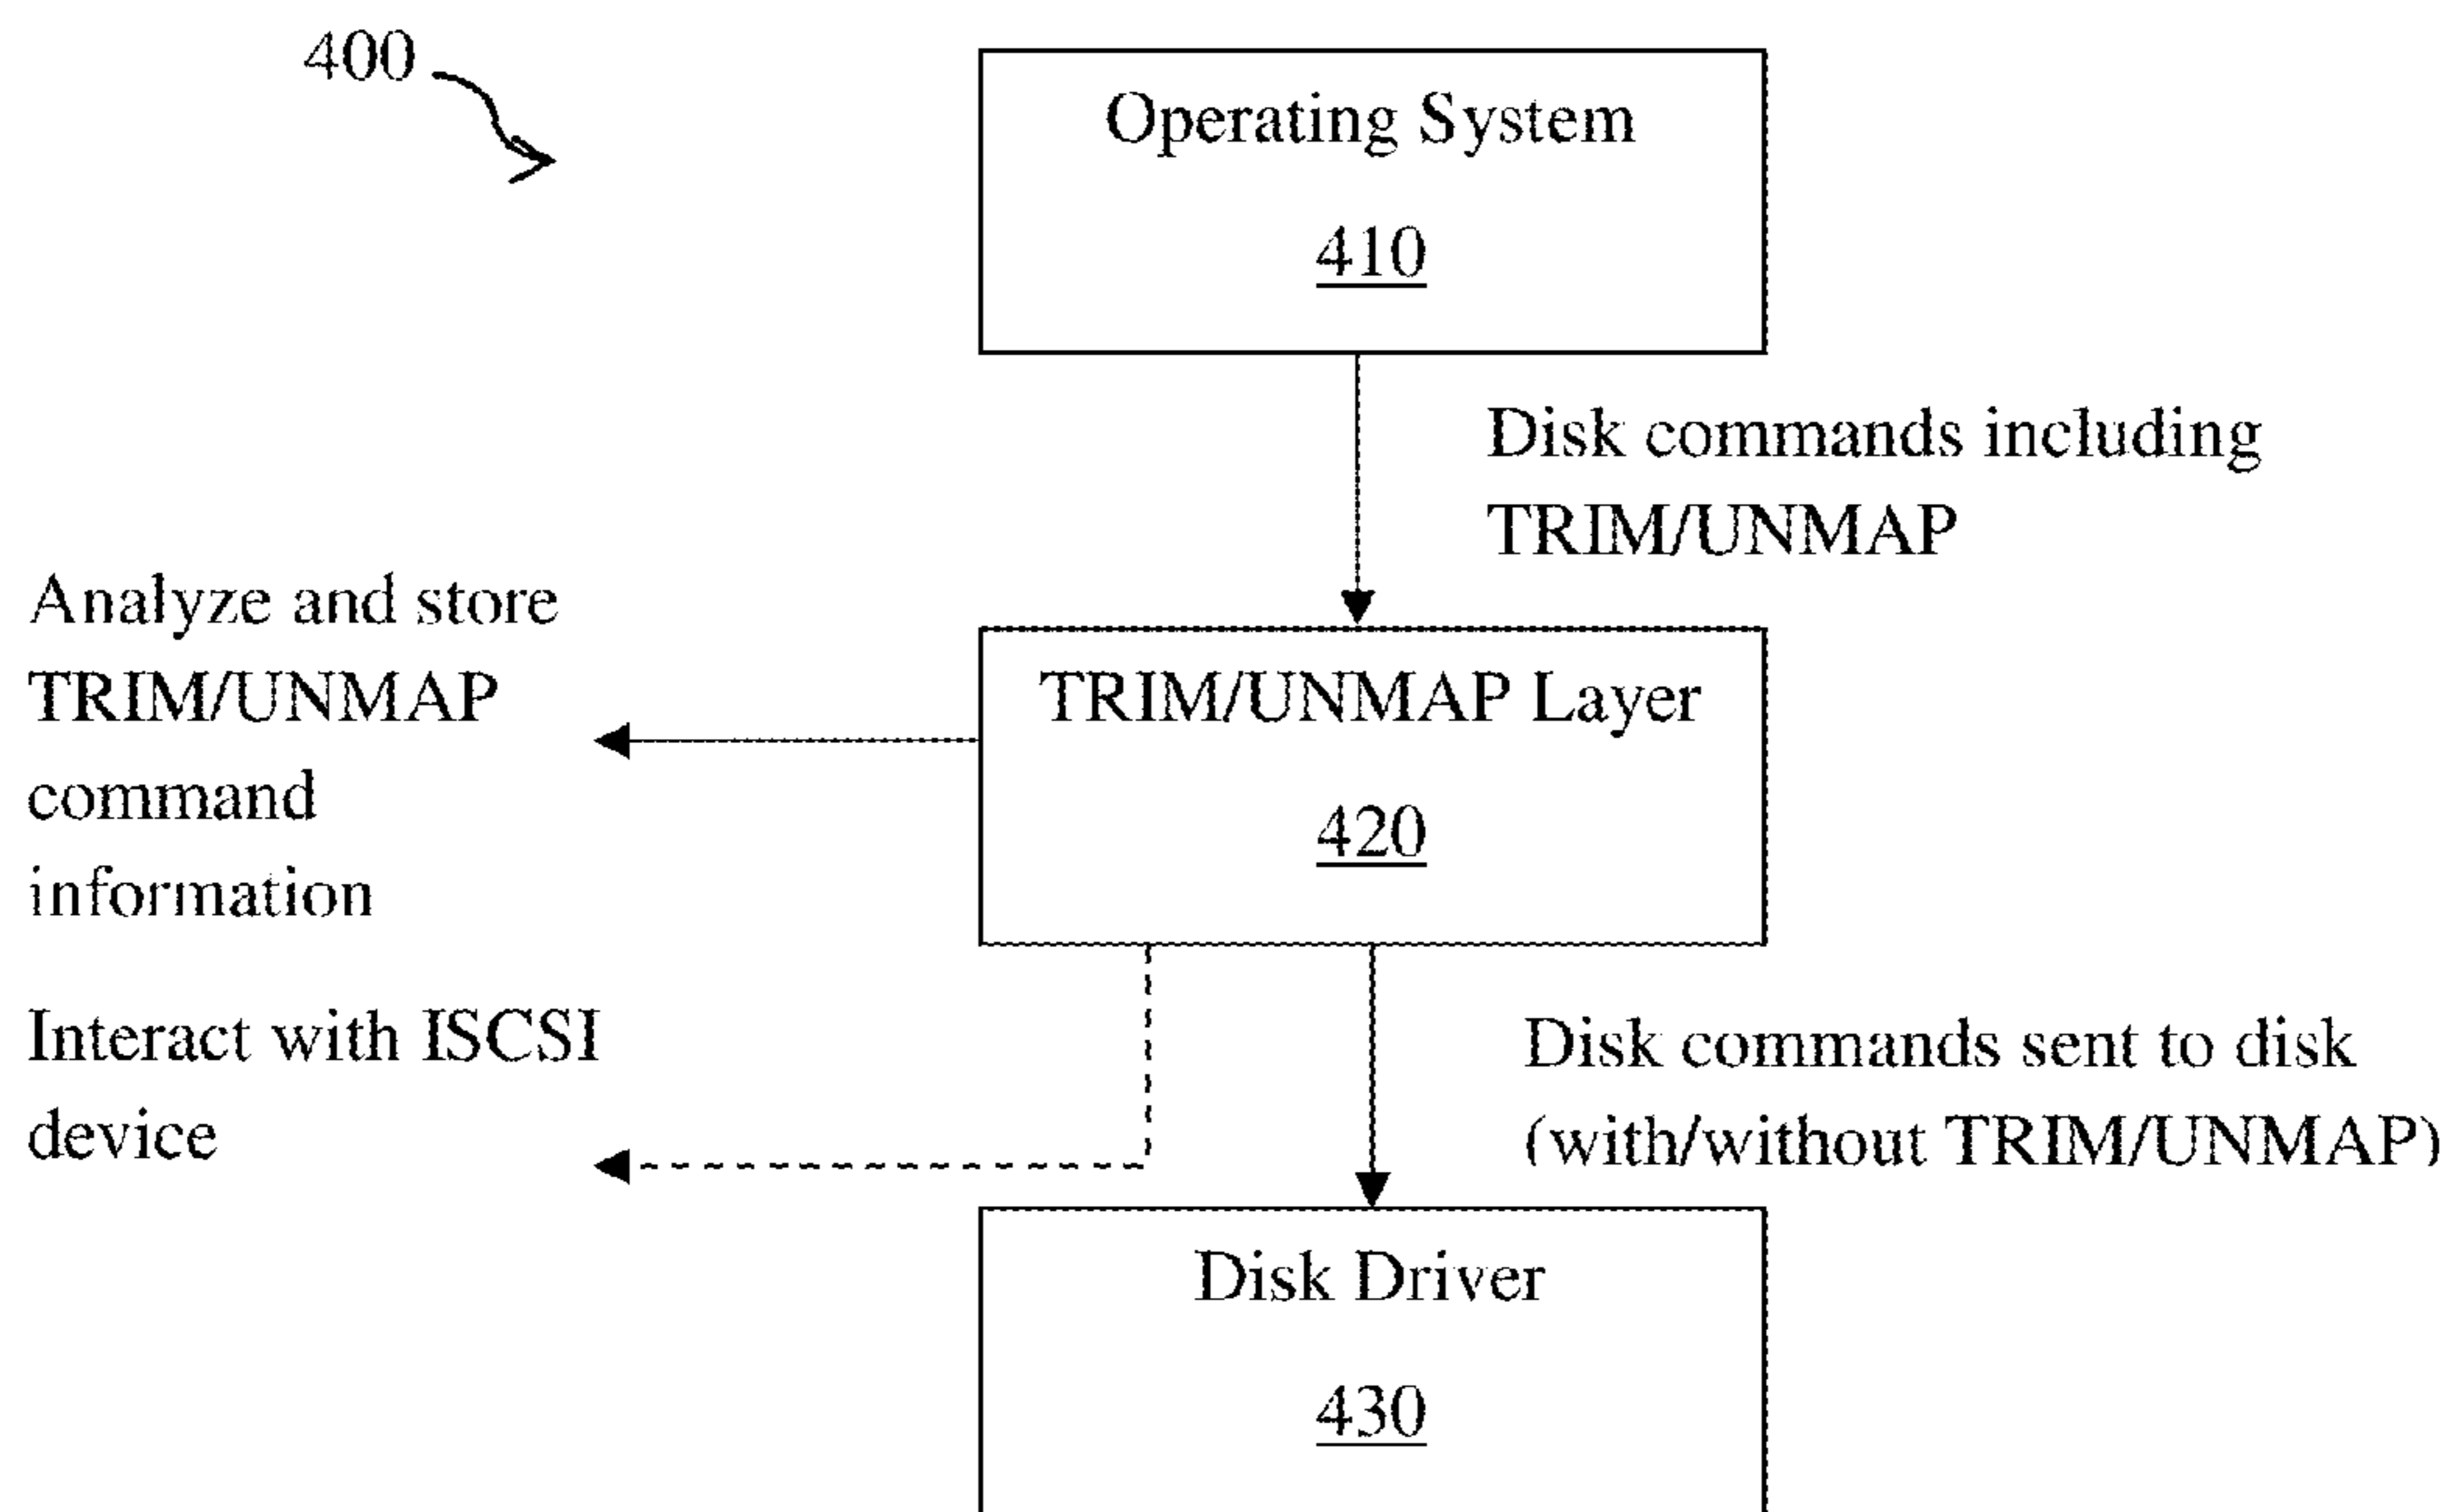 400
Operating System
410
Disk commands including
TRIM/UNMAP
Analyze and store
TRIM/UNMAP
command
information
TRIM/UNMAP Layer
420
Interact with ISCSI
device
Disk commands sent to disk
(with/without TRIM/UNMAP)
Disk Driver
430